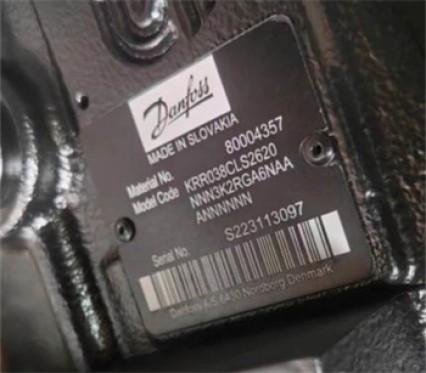 Danfoss
MADE IN SLOVAKIA
Material No. 80004357
Model Code KRR038CLS2620
NNN3K2RGA6NAA
ANNNNNN
Serial No. S223113097
Danfoss A/S, 6430 Nordborg Denmark